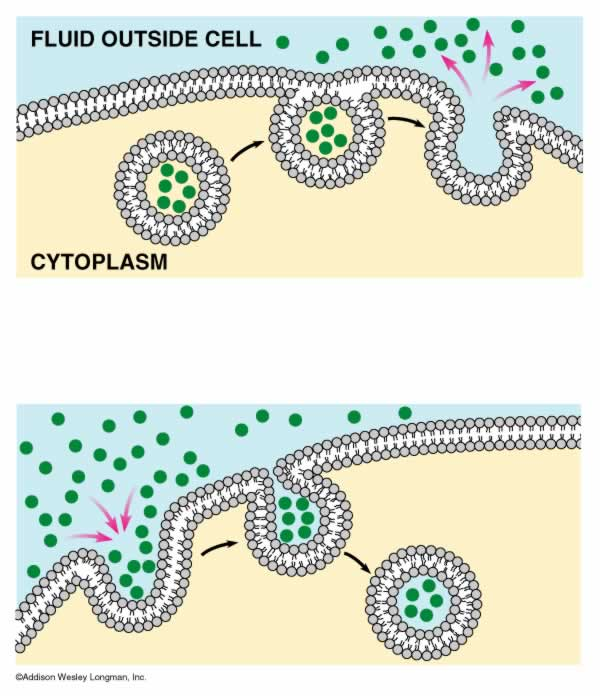 FLUID OUTSIDE CELL
CYTOPLASM
©Addison Wesley Longman, Inc.